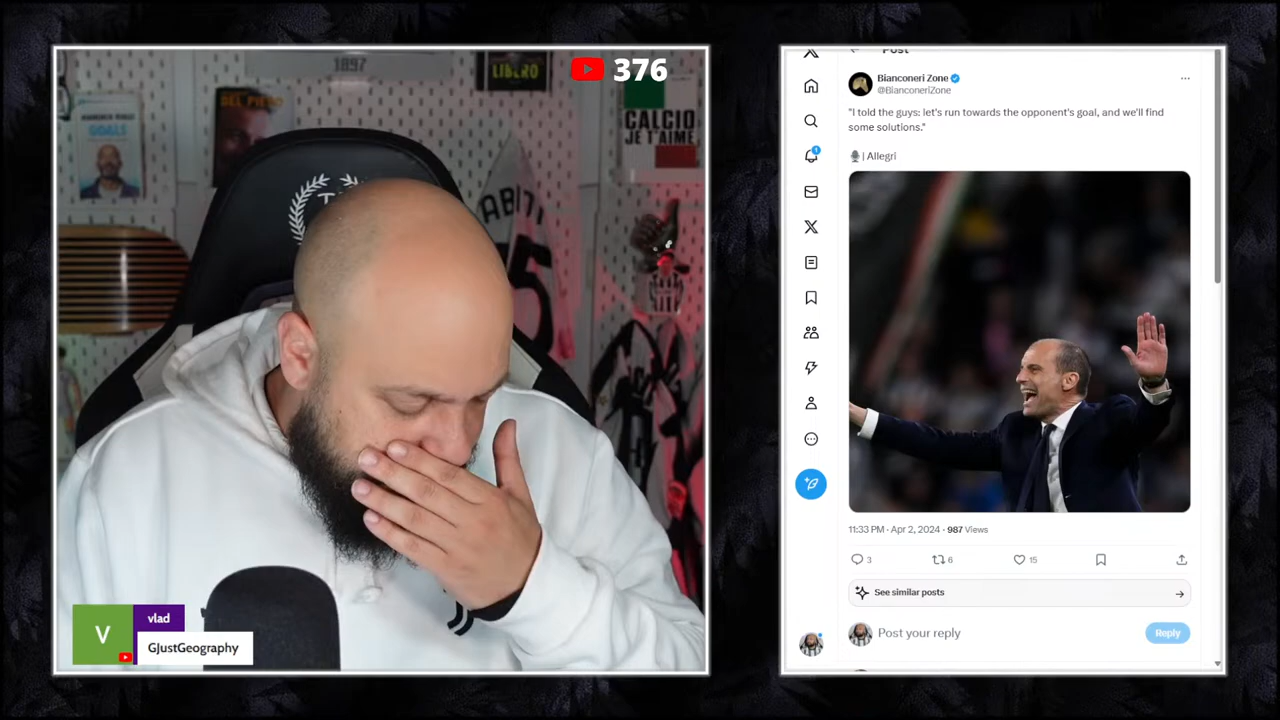 1897
LIBERO
376
DEL PIERO
GOALS
CALCIO
JE T'AIME
5
V
vlad
GJustGeography
Post
Bianconeri Zone
@BianconeriZone
"I told the guys: let's run towards the opponent's goal, and we'll find
some solutions."
| Allegri
11:33 PM · Apr 2, 2024 · 987 Views
3
6
15
See similar posts
Post your reply
Reply
1